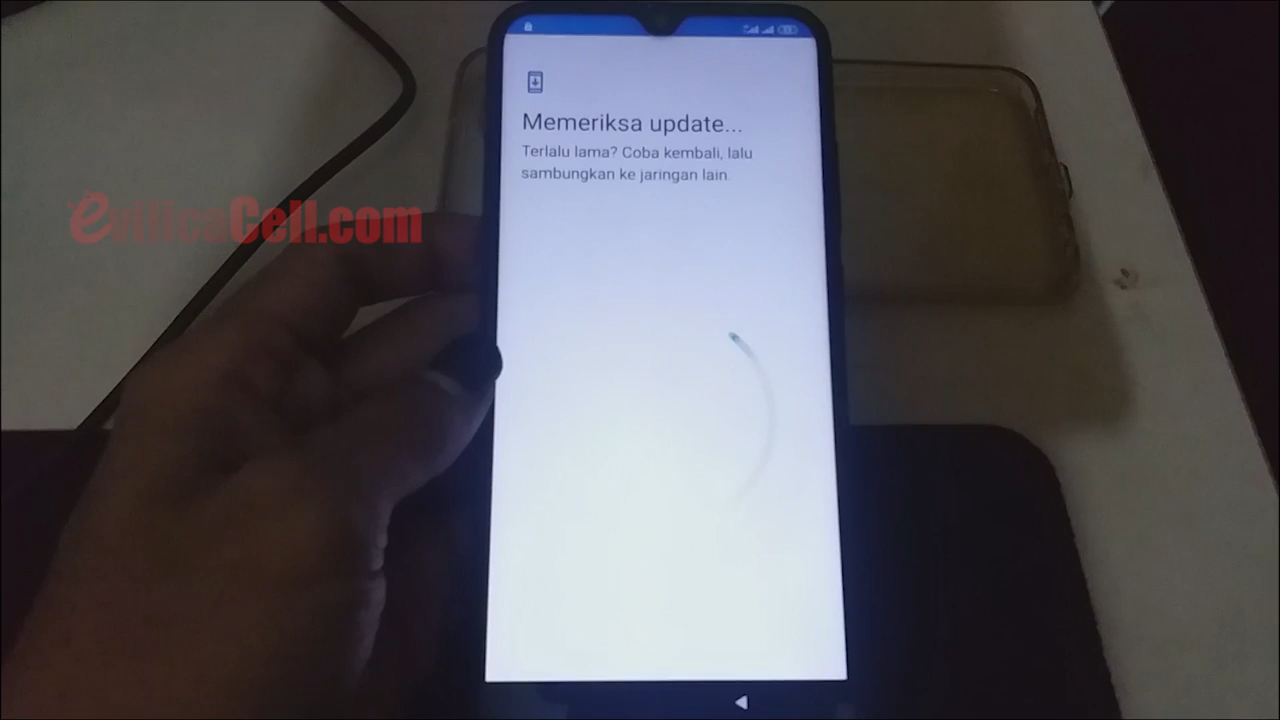 Memeriksa update...
Terlalu lama? Coba kembali, lalu
sambungkan ke jaringan lain.
evilicaCell.com